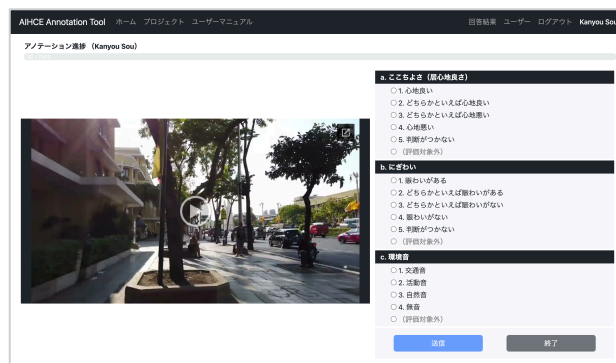 AIHCE Annotation Tool ホーム プロジェクト ユーザーマニュアル 回答結果 ユーザー ログアウト Kanyou Sou
アノテーション進捗 （Kanyou Sou）
a. ここちよさ（居心地良さ）
1. 心地良い
2. どちらかといえば心地良い
3. どちらかといえば心地悪い
4. 心地悪い
5. 判断がつかない
（評価対象外）
b. にぎわい
1. 賑わいがある
2. どちらかといえば賑わいがある
3. どちらかといえば賑わいがない
4. 賑わいがない
5. 判断がつかない
（評価対象外）
c. 環境音
1. 交通音
2. 活動音
3. 自然音
4. 無音
（評価対象外）
送信 終了